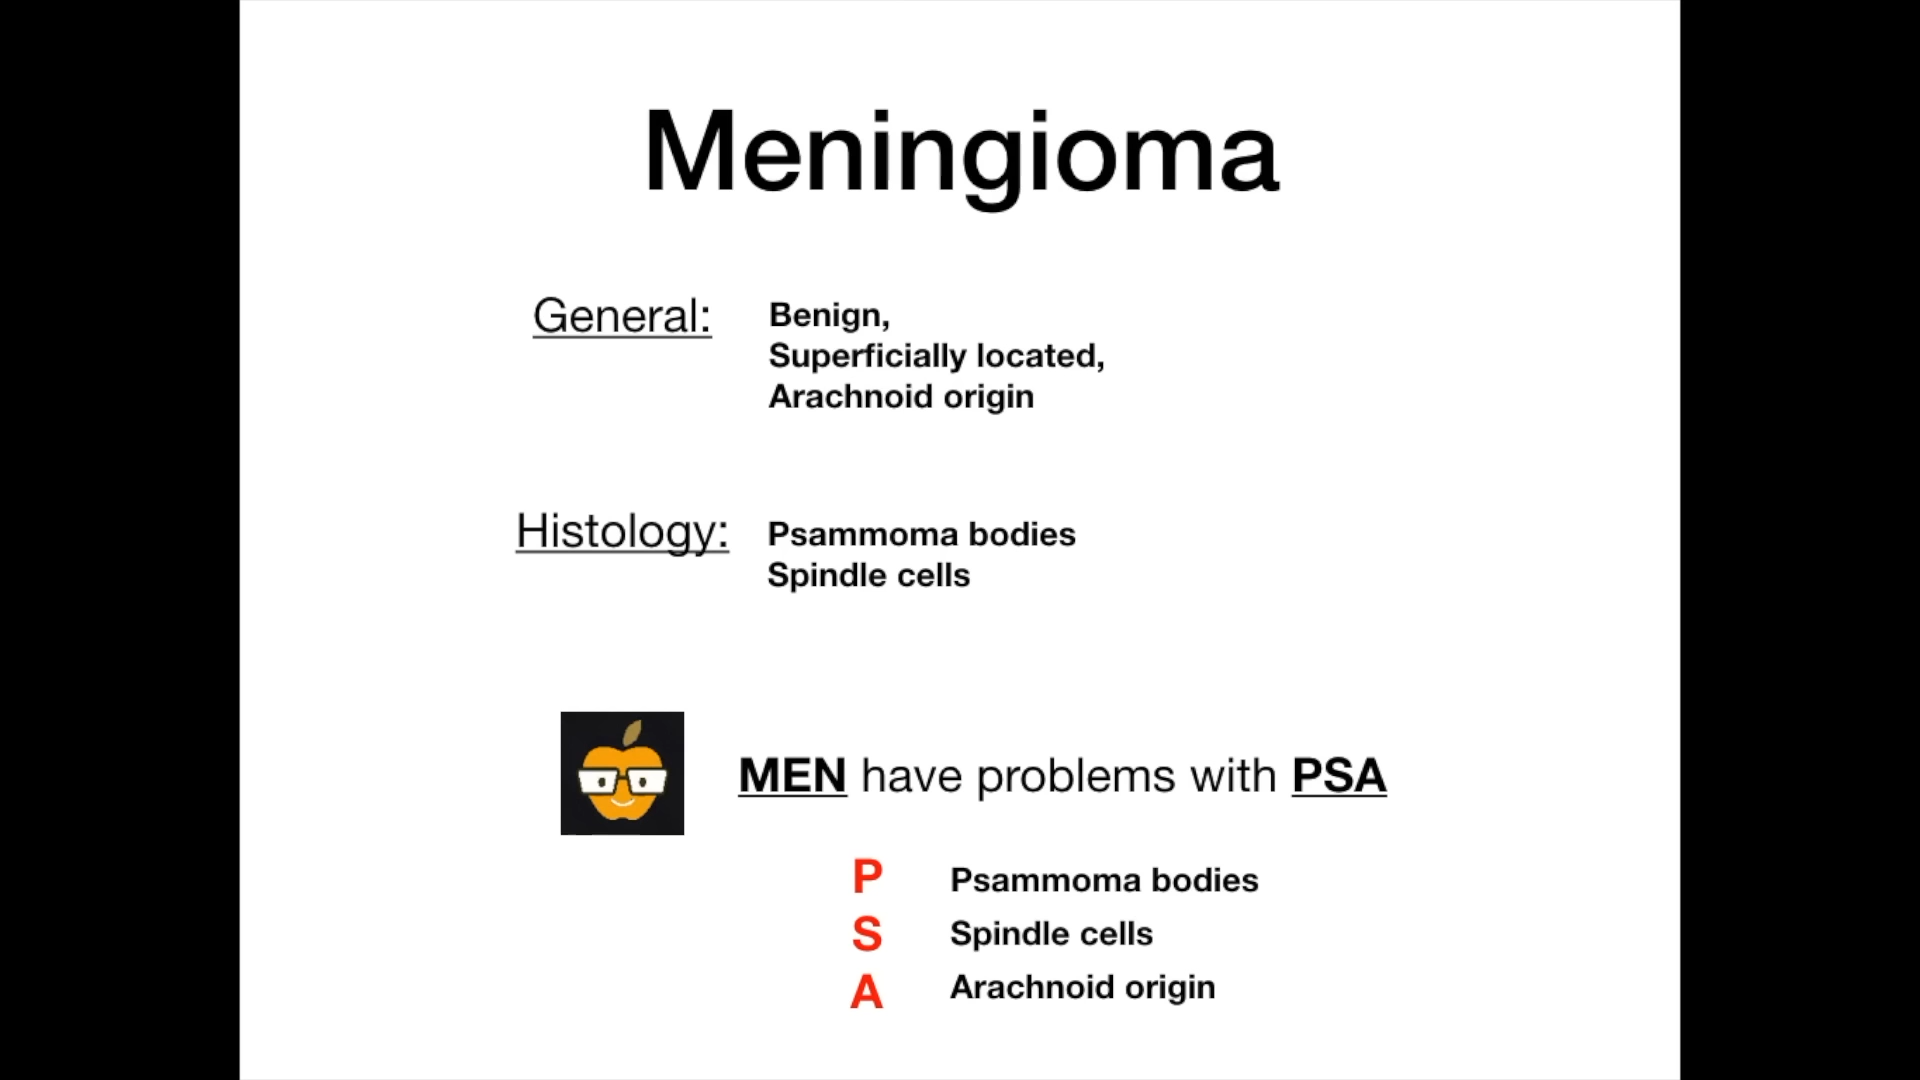 Meningioma
General:
Benign,
Superficially located,
Arachnoid origin
Histology:
Psammoma bodies
Spindle cells
MEN have problems with PSA
P Psammoma bodies
S Spindle cells
A Arachnoid origin